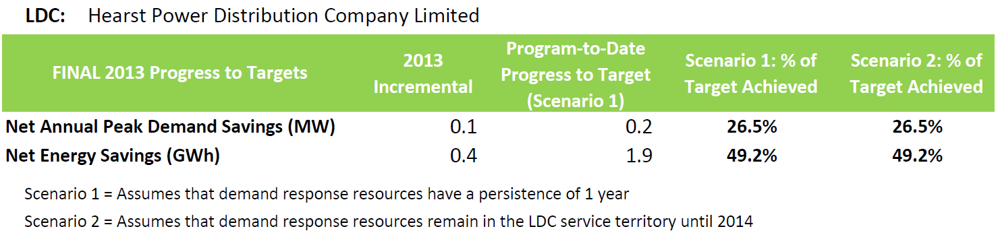 LDC: Hearst Power Distribution Company Limited
FINAL 2013 Progress to Targets
2013
Incremental
Program-to-Date
Progress to Target
(Scenario 1)
Scenario 1: % of
Target Achieved
Scenario 2: % of
Target Achieved
Net Annual Peak Demand Savings (MW) 0.1 0.2 26.5% 26.5%
Net Energy Savings (GWh) 0.4 1.9 49.2% 49.2%
Scenario 1 = Assumes that demand response resources have a persistence of 1 year
Scenario 2 = Assumes that demand response resources remain in the LDC service territory until 2014